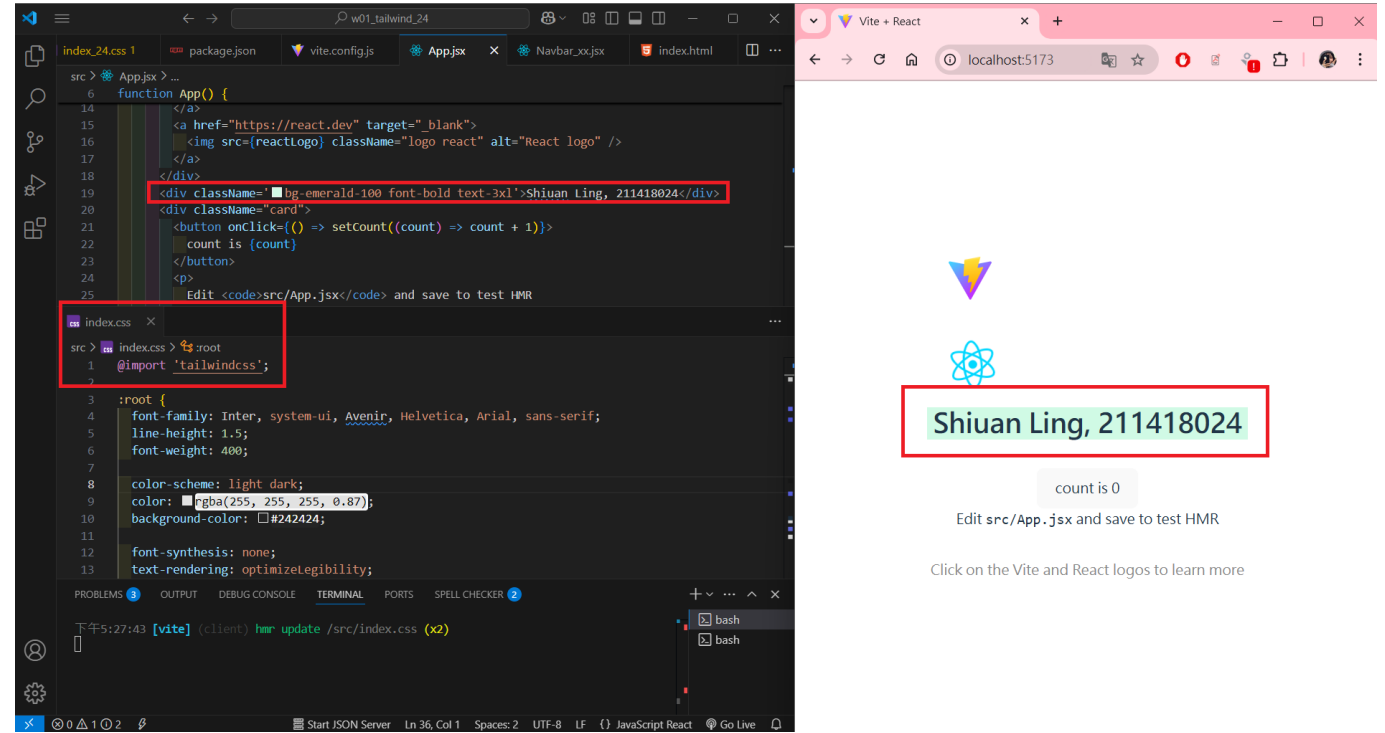 w01_tailwind_24
index_24.css 1
package.json
vite.config.js
App.jsx
Navbar_xx.jsx
index.html
src > App.jsx > ...
6 function App() {
14 </a>
15 <a href="https://react.dev" target="_blank">
16 <img src={reactLogo} className="logo react" alt="React logo" />
17 </a>
18 </div>
19 <div className='bg-emerald-100 font-bold text-3xl'>Shiuan Ling, 211418024</div>
20 <div className="card">
21 <button onClick={() => setCount((count) => count + 1)}>
22 count is {count}
23 </button>
24 <p>
25 Edit <code>src/App.jsx</code> and save to test HMR
index.css
src > index.css > :root
1 @import 'tailwindcss';
2
3 :root {
4 font-family: Inter, system-ui, Avenir, Helvetica, Arial, sans-serif;
5 line-height: 1.5;
6 font-weight: 400;
7
8 color-scheme: light dark;
9 color: rgba(255, 255, 255, 0.87);
10 background-color: #242424;
11
12 font-synthesis: none;
13 text-rendering: optimizeLegibility;
PROBLEMS 3 OUTPUT DEBUG CONSOLE TERMINAL PORTS SPELL CHECKER 2
下午5:27:43 [vite] (client) hmr update /src/index.css (x2)
bash
bash
0 1 2 Start JSON Server Ln 36, Col 1 Spaces: 2 UTF-8 LF {} JavaScript React Go Live
Vite + React
localhost:5173
Shiuan Ling, 211418024
count is 0
Edit src/App.jsx and save to test HMR
Click on the Vite and React logos to learn more